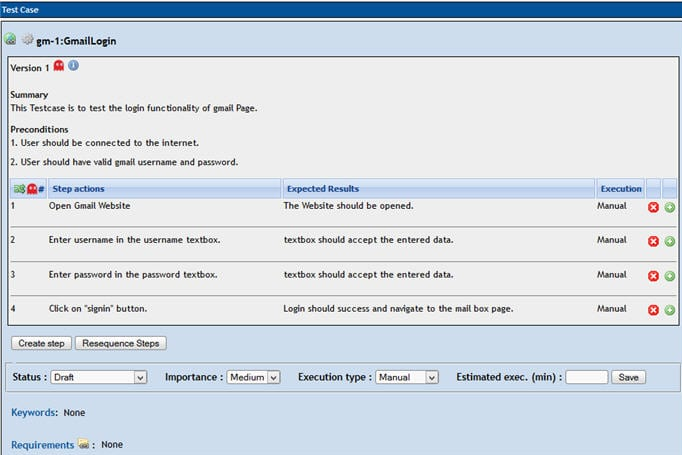 Test Case
gm-1:GmailLogin
Version 1
Summary
This Testcase is to test the login functionality of gmail Page.
Preconditions
1. User should be connected to the internet.
2. USer should have valid gmail username and password.
# Step actions Expected Results Execution
1 Open Gmail Website The Website should be opened. Manual
2 Enter username in the username textbox. textbox should accept the entered data. Manual
3 Enter password in the password textbox. textbox should accept the entered data. Manual
4 Click on "signin" button. Login should success and navigate to the mail box page. Manual
Create step Resequence Steps
Status : Draft Importance : Medium Execution type : Manual Estimated exec. (min) : Save
Keywords: None
Requirements : None